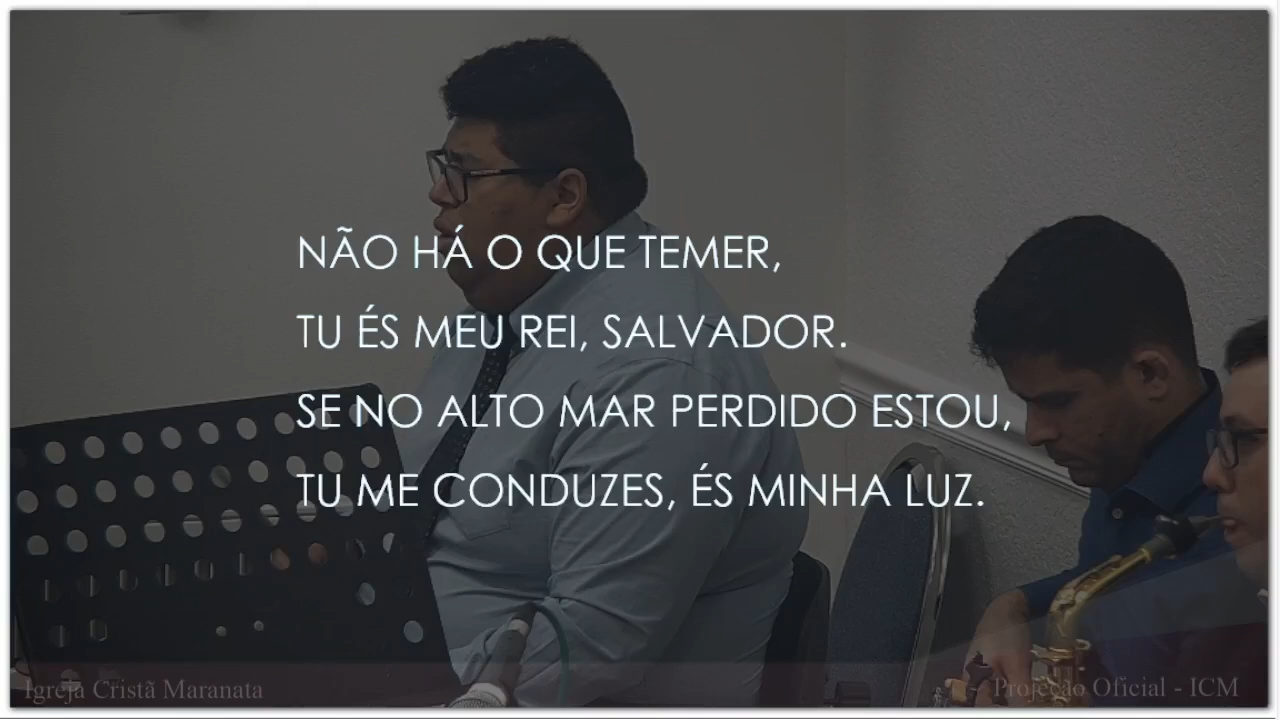 NÃO HÁ O QUE TEMER,
TU ÉS MEU REI, SALVADOR.
SE NO ALTO MAR PERDIDO ESTOU,
TU ME CONDUZES, ÉS MINHA LUZ.
Igreja Cristã Maranata
Projeção Oficial - ICM